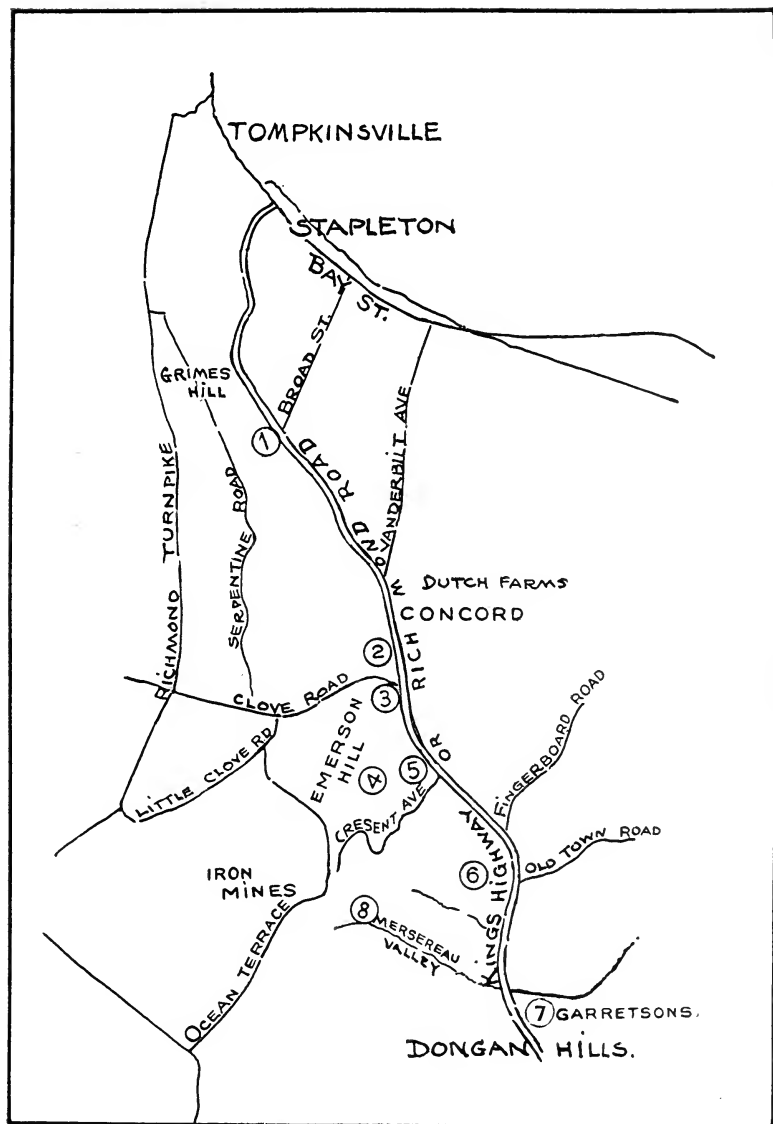 TOMPKINSVILLE
STAPLETON
BAY ST.
BROAD ST.
GRIMES
HILL
1
VANDERBILT AVE
RICHMOND ROAD
OR
KINGS HIGHWAY
RICHMOND TURNPIKE
SERPENTINE ROAD
DUTCH FARMS
CONCORD
2
CLOVE ROAD
3
EMERSON
HILL
LITTLE CLOVE RD
4
5
CRESENT AVE
FINGERBOARD ROAD
OLD TOWN ROAD
6
IRON
MINES
8
MERSEREAU
VALLEY
OCEAN TERRACE
7 GARRETSONS.
DONGAN HILLS.